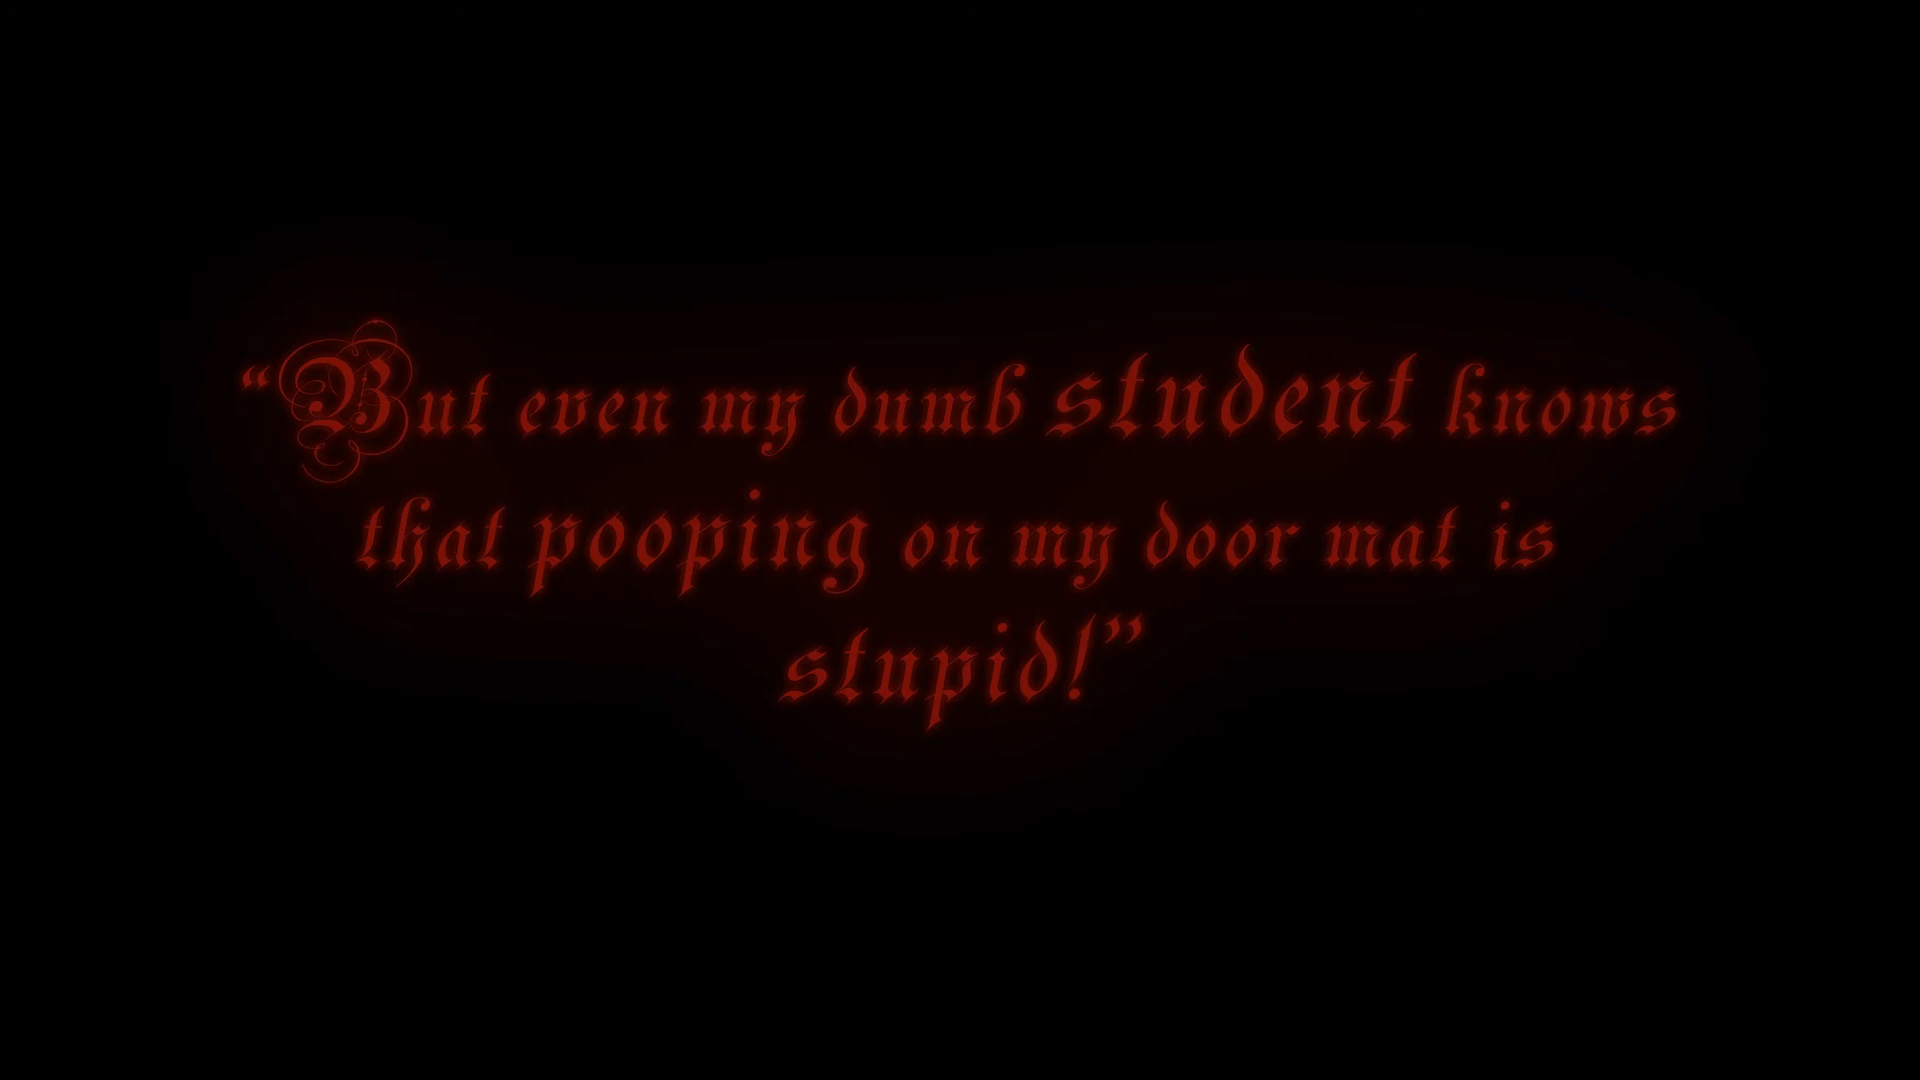 “But even my dumb student knows
that pooping on my door mat is
stupid!”